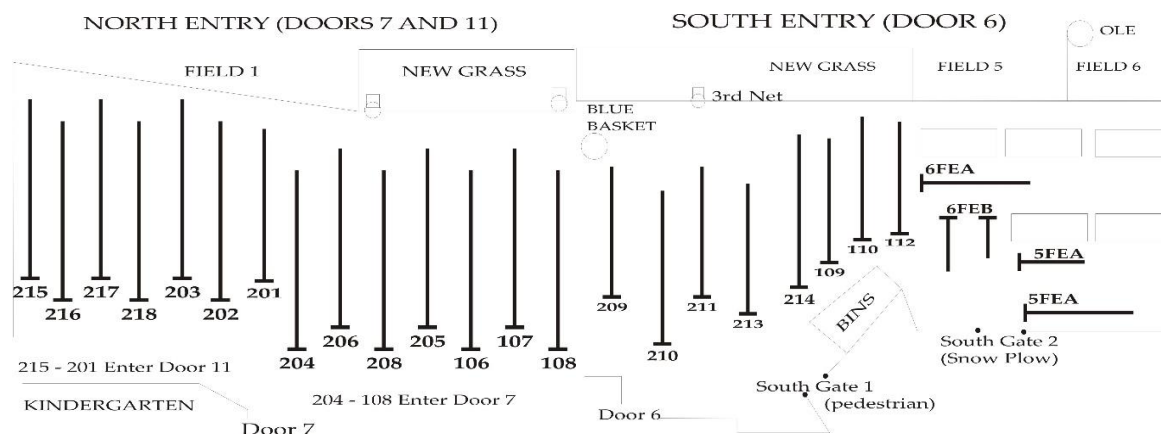 NORTH ENTRY (DOORS 7 AND 11)
SOUTH ENTRY (DOOR 6)
OLE
FIELD 1
NEW GRASS
NEW GRASS
FIELD 5
FIELD 6
3rd Net
BLUE
BASKET
6FEA
6FEB
5FEA
5FEA
215
216
217
218
203
202
201
204
206
208
205
106
107
108
209
210
211
213
214
109
110
112
BINS
South Gate 2
(Snow Plow)
215 - 201 Enter Door 11
204 - 108 Enter Door 7
South Gate 1
(pedestrian)
KINDERGARTEN
Door 7
Door 6